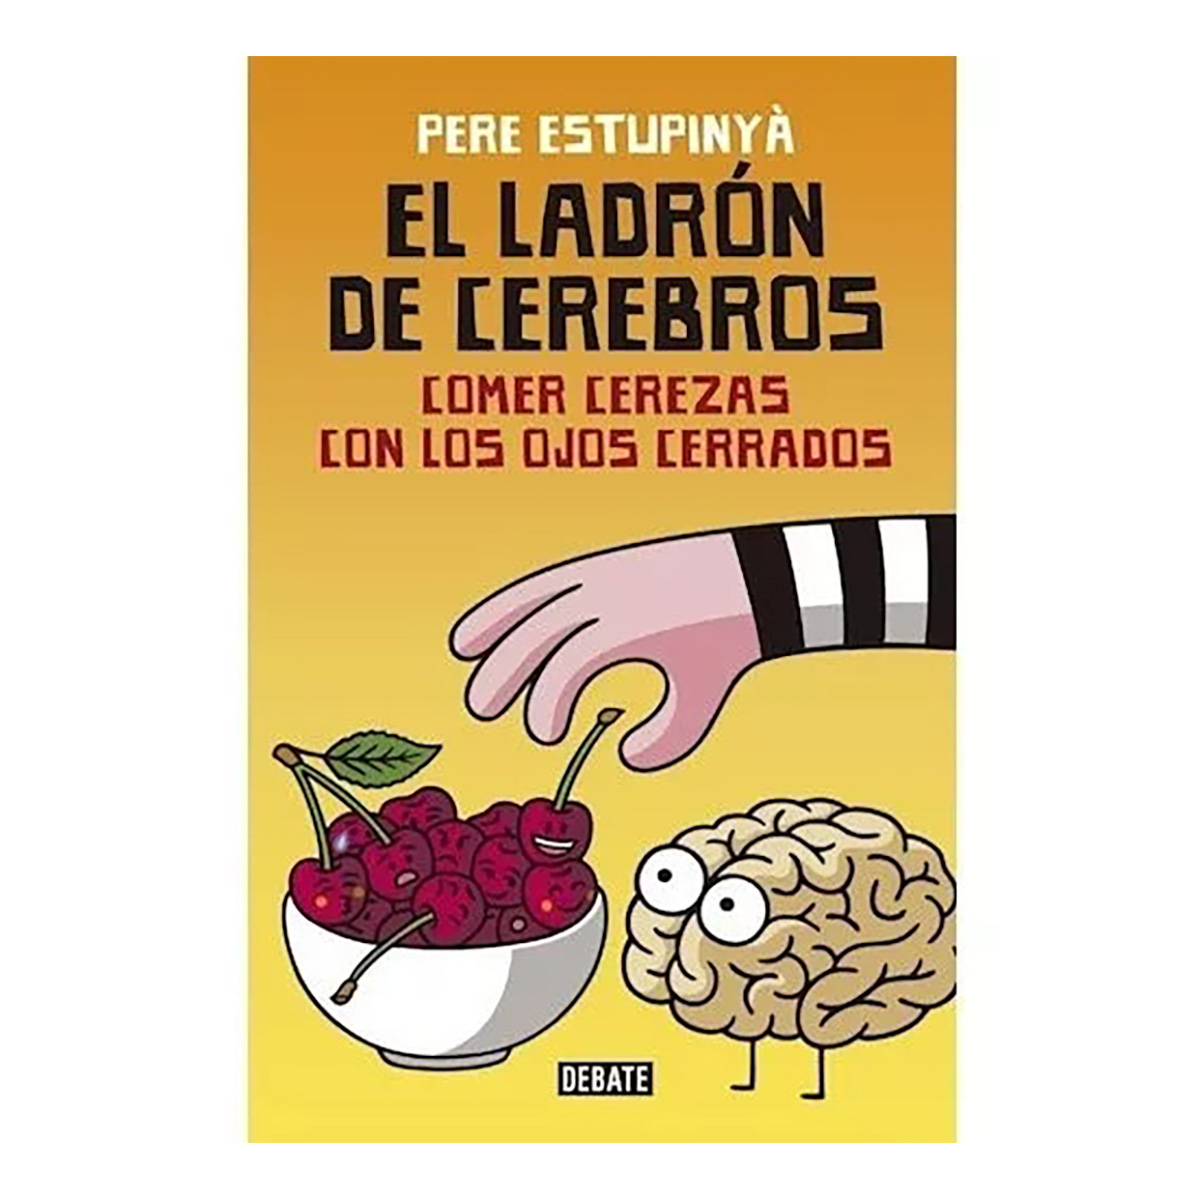 PERE ESTUPINYÀ
EL LADRÓN
DE CEREBROS
COMER CEREZAS
CON LOS OJOS CERRADOS
DEBATE